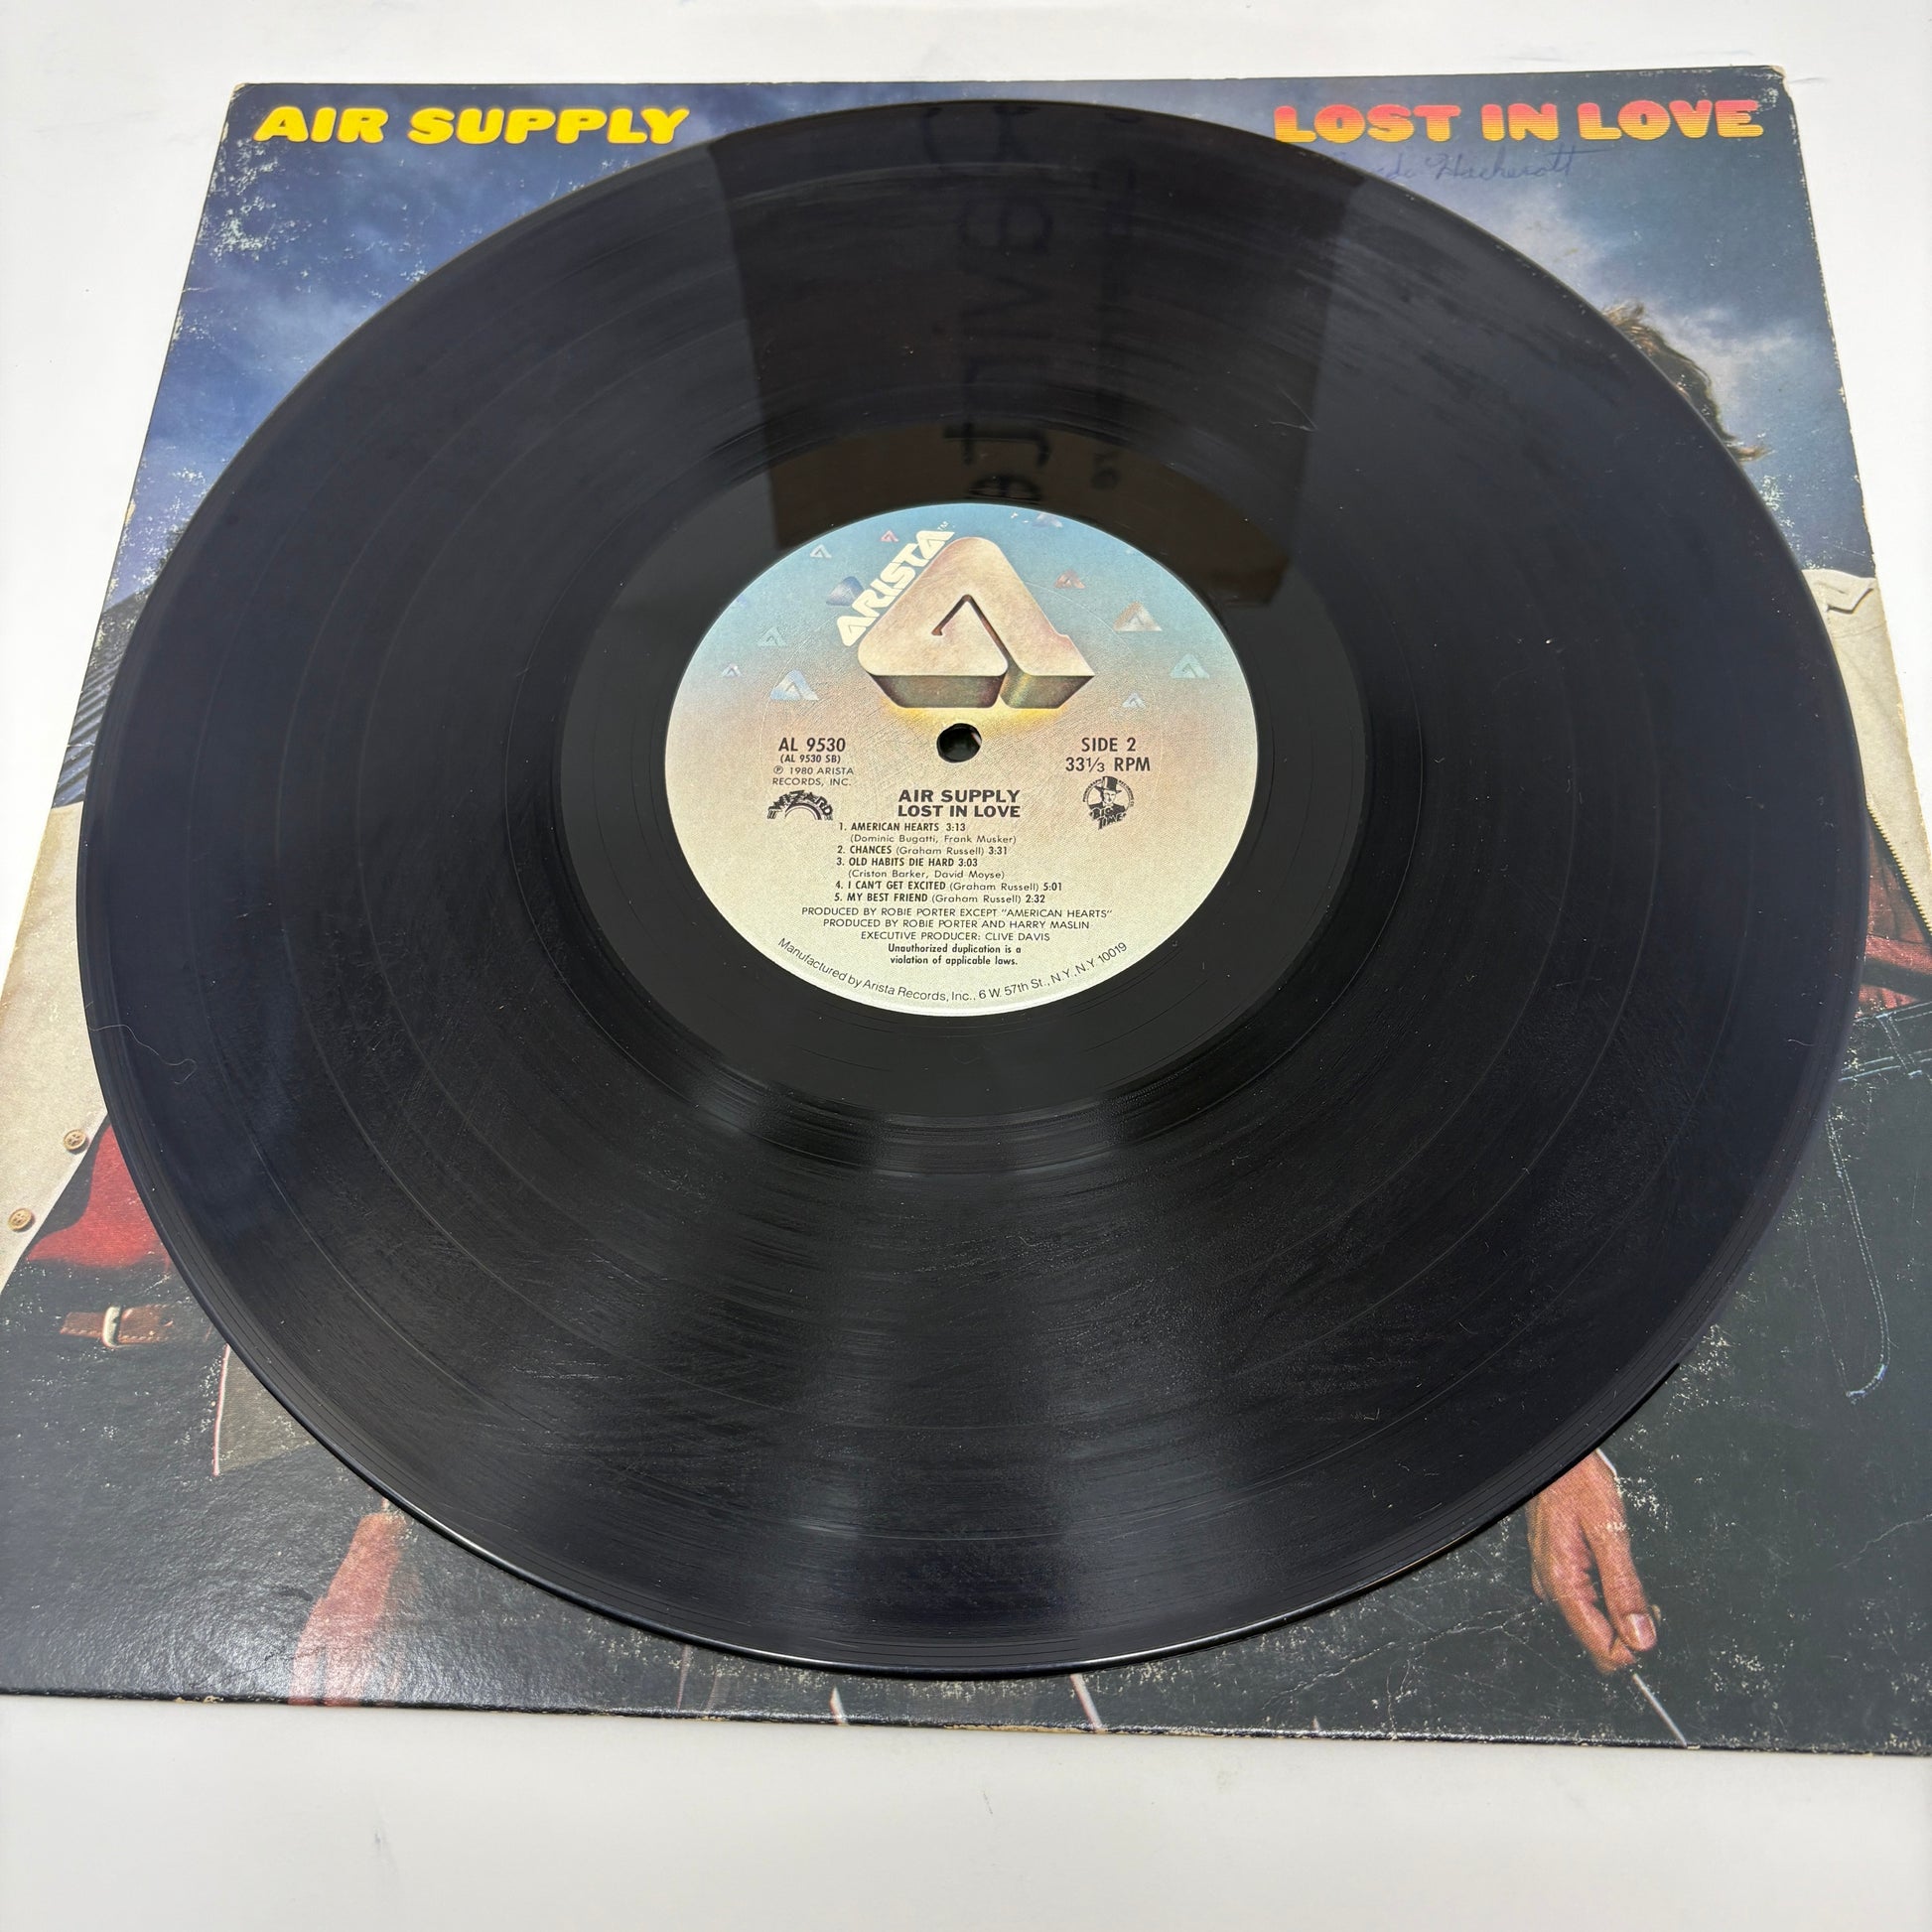 AIR SUPPLY
LOST IN LOVE
ARISTA™
AL 9530
(AL 9530 SB)
℗ 1980 ARISTA
RECORDS, INC.
SIDE 2
33⅓ RPM
WIZARD
BIG
TIME
AIR SUPPLY
LOST IN LOVE
1. AMERICAN HEARTS 3:13
(Dominic Bugatti, Frank Musker)
2. CHANCES (Graham Russell) 3:31
3. OLD HABITS DIE HARD 3:03
(Criston Barker, David Moyse)
4. I CAN'T GET EXCITED (Graham Russell) 5:01
5. MY BEST FRIEND (Graham Russell) 2:32
PRODUCED BY ROBIE PORTER EXCEPT "AMERICAN HEARTS"
PRODUCED BY ROBIE PORTER AND HARRY MASLIN
EXECUTIVE PRODUCER: CLIVE DAVIS
Unauthorized duplication is a
violation of applicable laws.
Manufactured by Arista Records, Inc., 6 W. 57th St., N.Y., N.Y. 10019